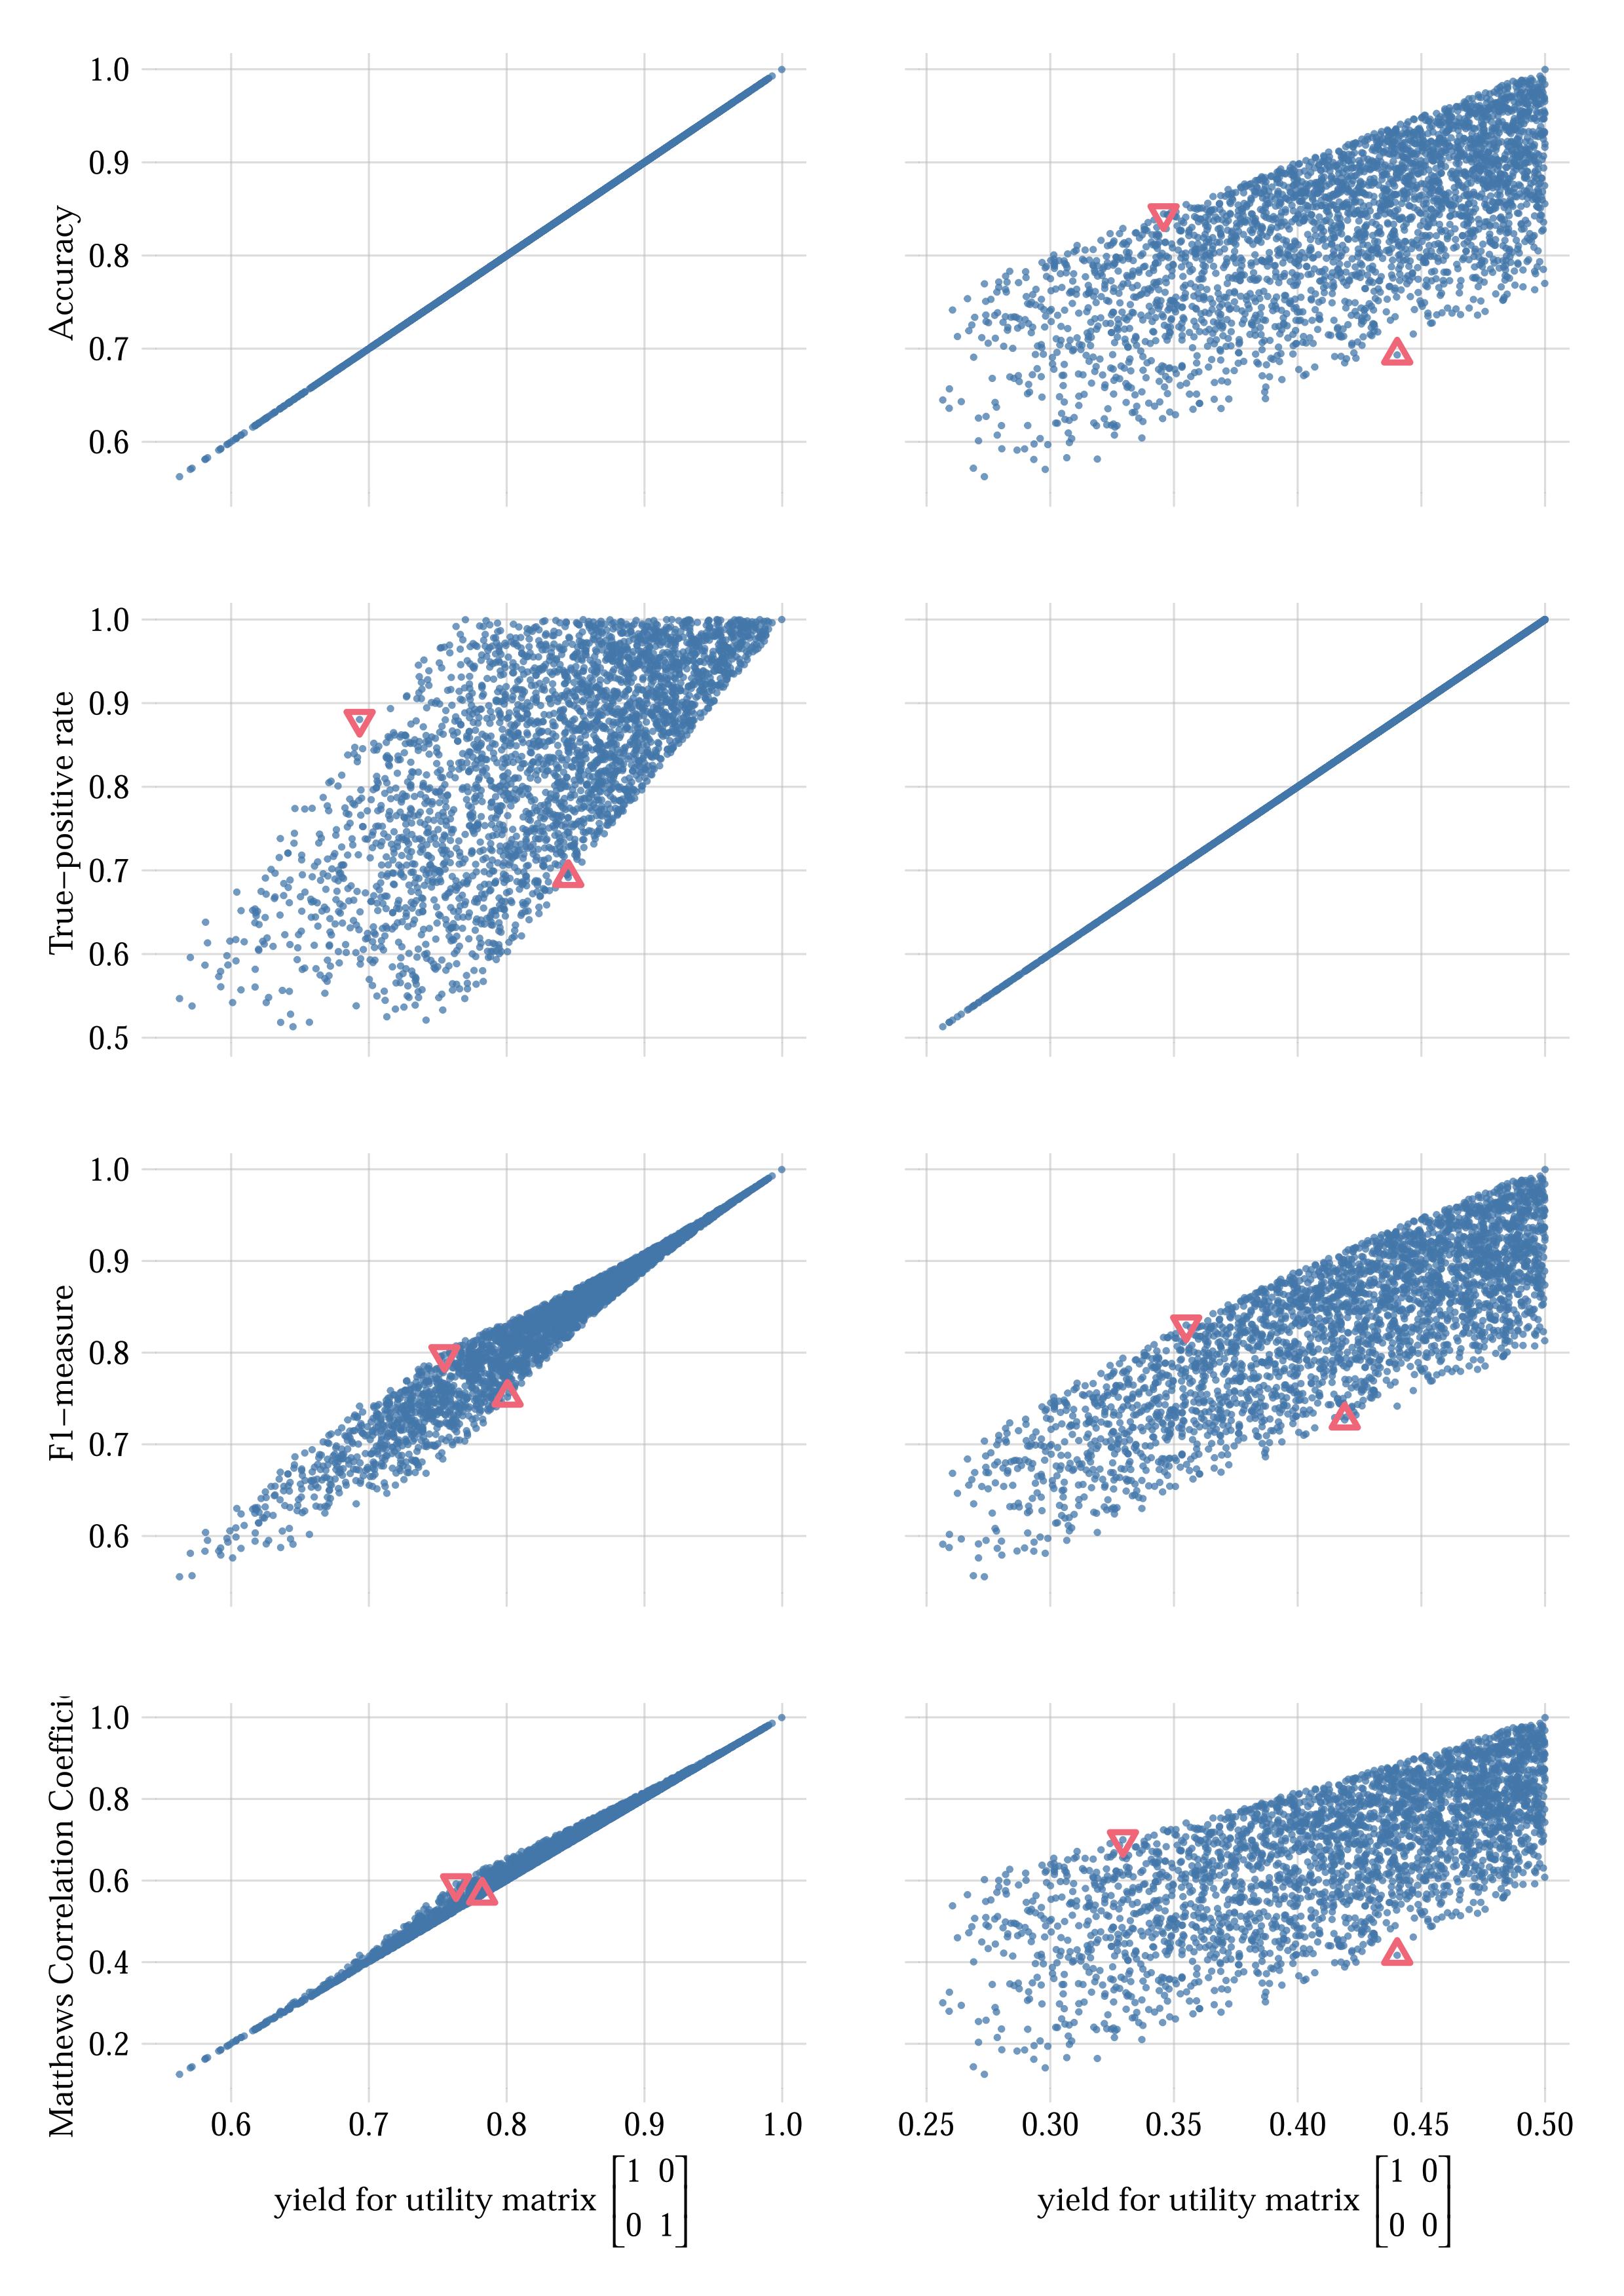 1.0
0.9
0.8
0.7
0.6
Accuracy
1.0
0.9
0.8
0.7
0.6
0.5
True–positive rate
1.0
0.9
0.8
0.7
0.6
F1–measure
1.0
0.8
0.6
0.4
0.2
Matthews Correlation Coeffici
0.6 0.7 0.8 0.9 1.0
0.25 0.30 0.35 0.40 0.45 0.50
yield for utility matrix [1 0
0 1]
yield for utility matrix [1 0
0 0]